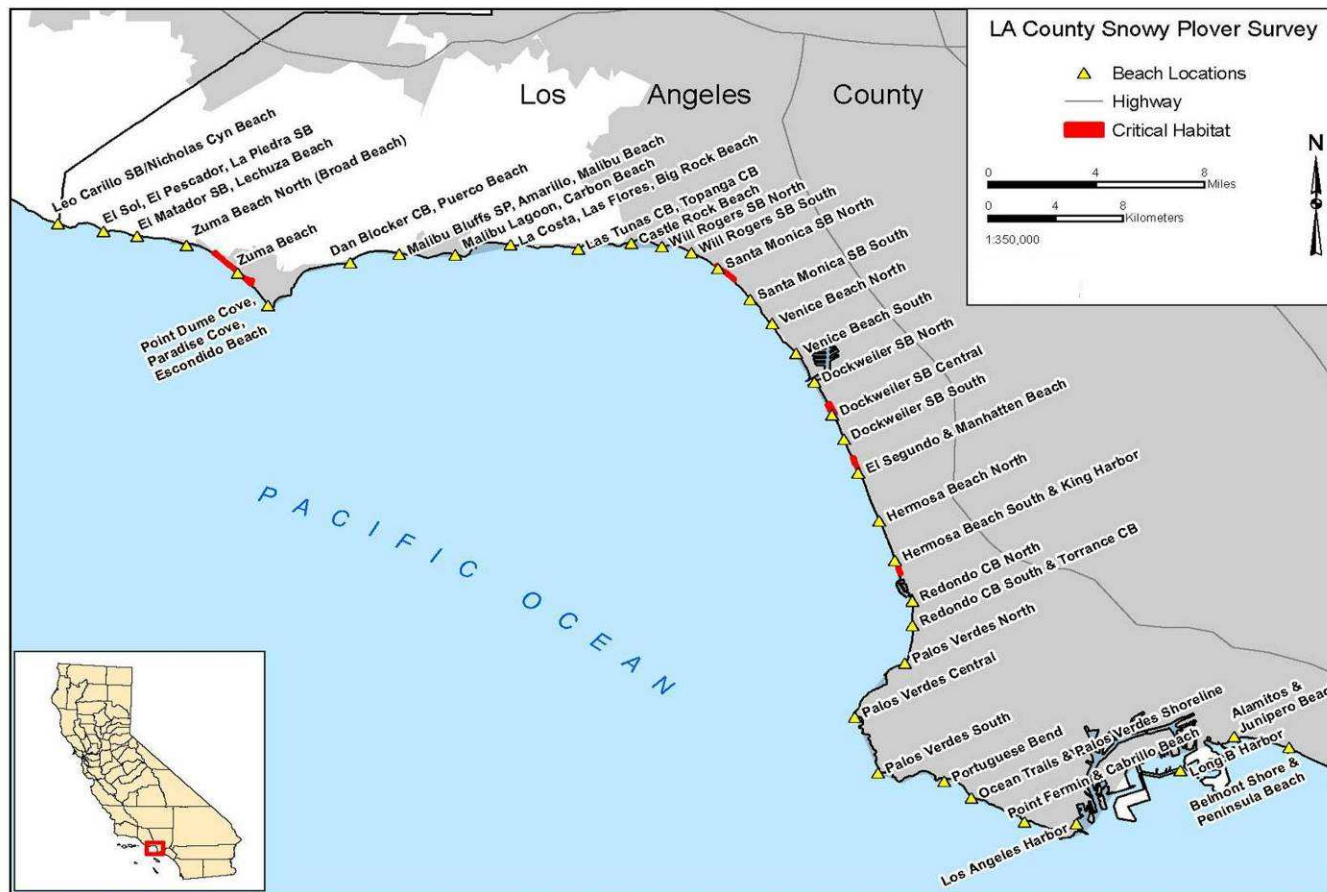 LA County Snowy Plover Survey
Beach Locations
Highway
Critical Habitat
N
0 4 8
Miles
0 4 8
Kilometers
1:350,000
Los Angeles County
Leo Carillo SB/Nicholas Cyn Beach
El Sol, El Pescador, La Piedra SB
El Matador SB, Lechuza Beach
Zuma Beach North (Broad Beach)
Zuma Beach
Point Dume Cove,
Paradise Cove,
Escondido Beach
Dan Blocker CB, Puerco Beach
Malibu Bluffs SP, Amarillo, Malibu Beach
Malibu Lagoon, Carbon Beach
La Costa, Las Flores, Big Rock Beach
Las Tunas CB, Topanga CB
Castle Rock Beach
Will Rogers SB North
Will Rogers SB South
Santa Monica SB North
Santa Monica SB South
Venice Beach North
Venice Beach South
Dockweiler SB North
Dockweiler SB Central
Dockweiler SB South
El Segundo & Manhatten Beach
Hermosa Beach North
Hermosa Beach South & King Harbor
Redondo CB North
Redondo CB South & Torrance CB
Palos Verdes North
Palos Verdes Central
Palos Verdes South
Portuguese Bend
Ocean Trails & Palos Verdes Shoreline
Point Fermin & Cabrillo Beach
Los Angeles Harbor
Long B Harbor
Alamitos &
Junipero Beac
Belmont Shore &
Peninsula Beach
PACIFIC OCEAN